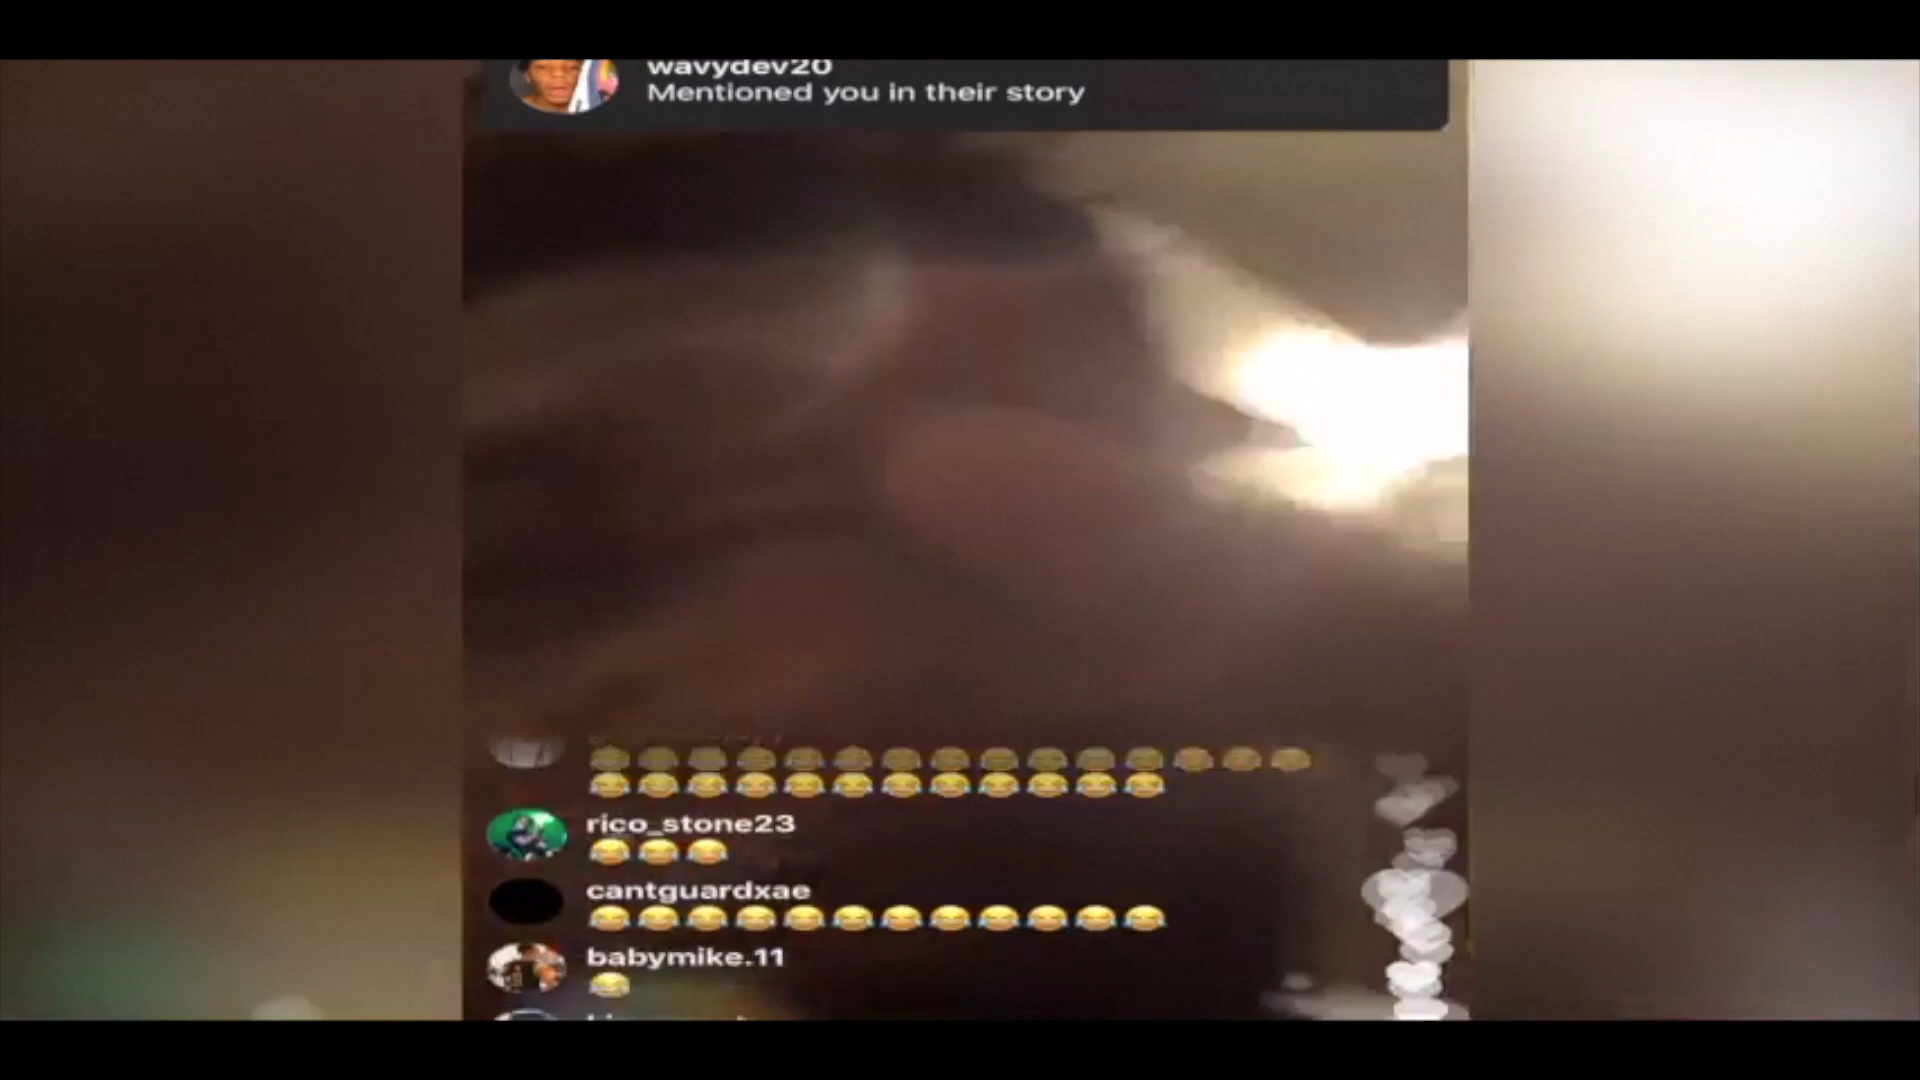 wavydev20
Mentioned you in their story
😂😂😂😂😂😂😂😂😂😂😂😂😂😂😂
😂😂😂😂😂😂😂😂😂😂😂😂
rico_stone23
😂😂😂
cantguardxae
😂😂😂😂😂😂😂😂😂😂😂😂
babymike.11
😂